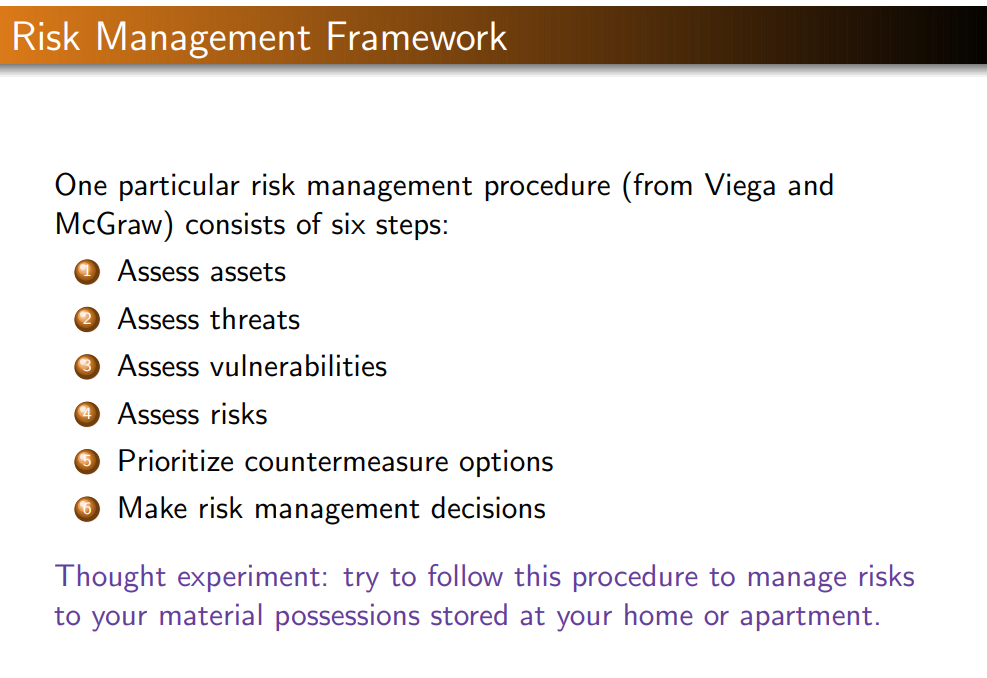 Risk Management Framework
One particular risk management procedure (from Viega and
McGraw) consists of six steps:
1 Assess assets
2 Assess threats
3 Assess vulnerabilities
4 Assess risks
5 Prioritize countermeasure options
6 Make risk management decisions
Thought experiment: try to follow this procedure to manage risks
to your material possessions stored at your home or apartment.